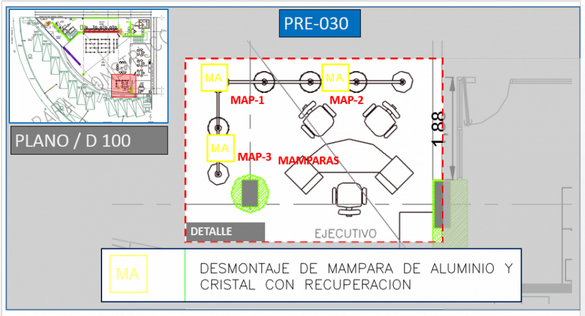 PRE-030
PLANO / D 100
MA
MA
MAP-1
MAP-2
1.88
MA
MAP-3
MAMPARAS
DETALLE
EJECUTIVO
MA
DESMONTAJE DE MAMPARA DE ALUMINIO Y
CRISTAL CON RECUPERACION